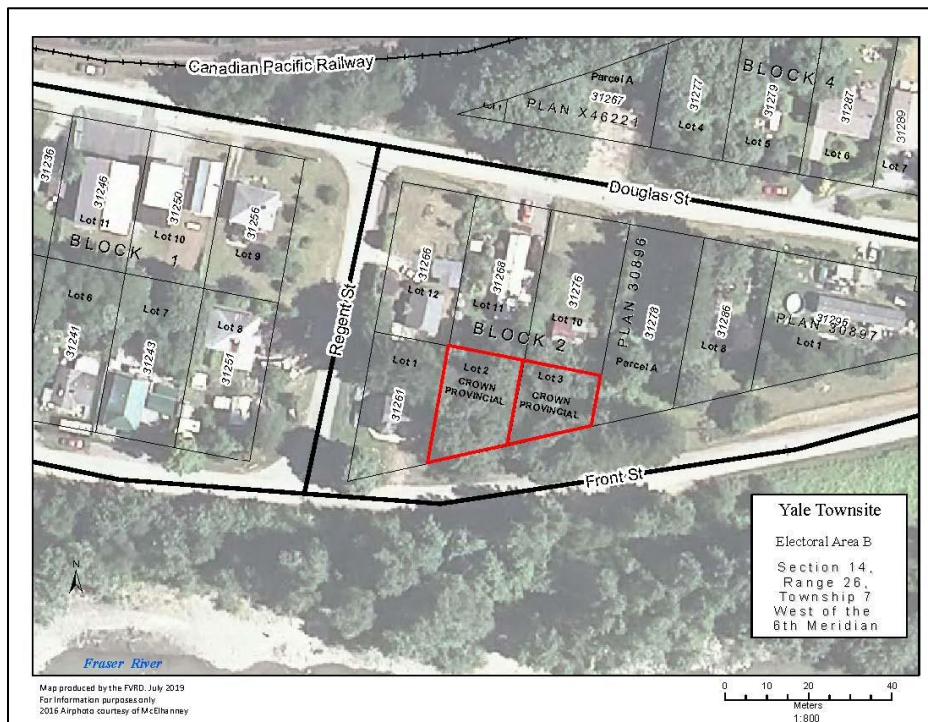 Canadian Pacific Railway
BLOCK 4
Parcel A
31267
Lot 1
PLAN X46221
31277
Lot 4
31279
Lot 5
31287
Lot 6
31289
Lot 7
Douglas St
31236
31246
Lot 11
31250
Lot 10
31256
Lot 9
BLOCK 1
Lot 6
31241
Lot 7
31243
Lot 8
31251
Regent St
31266
Lot 12
31268
Lot 11
31276
Lot 10
BLOCK 2
PLAN 30896
31278
Parcel A
31286
Lot 8
31295
PLAN 30897
Lot 1
Lot 1
31261
Lot 2
CROWN
PROVINCIAL
Lot 3
CROWN
PROVINCIAL
Front St
Yale Townsite
Electoral Area B
Section 14,
Range 26,
Township 7
West of the
6th Meridian
N
Fraser River
Map produced by the FVRD. July 2019
For Information purposes only
2016 Airphoto courtesy of McElhanney
0 10 20 30 40
Meters
1:800